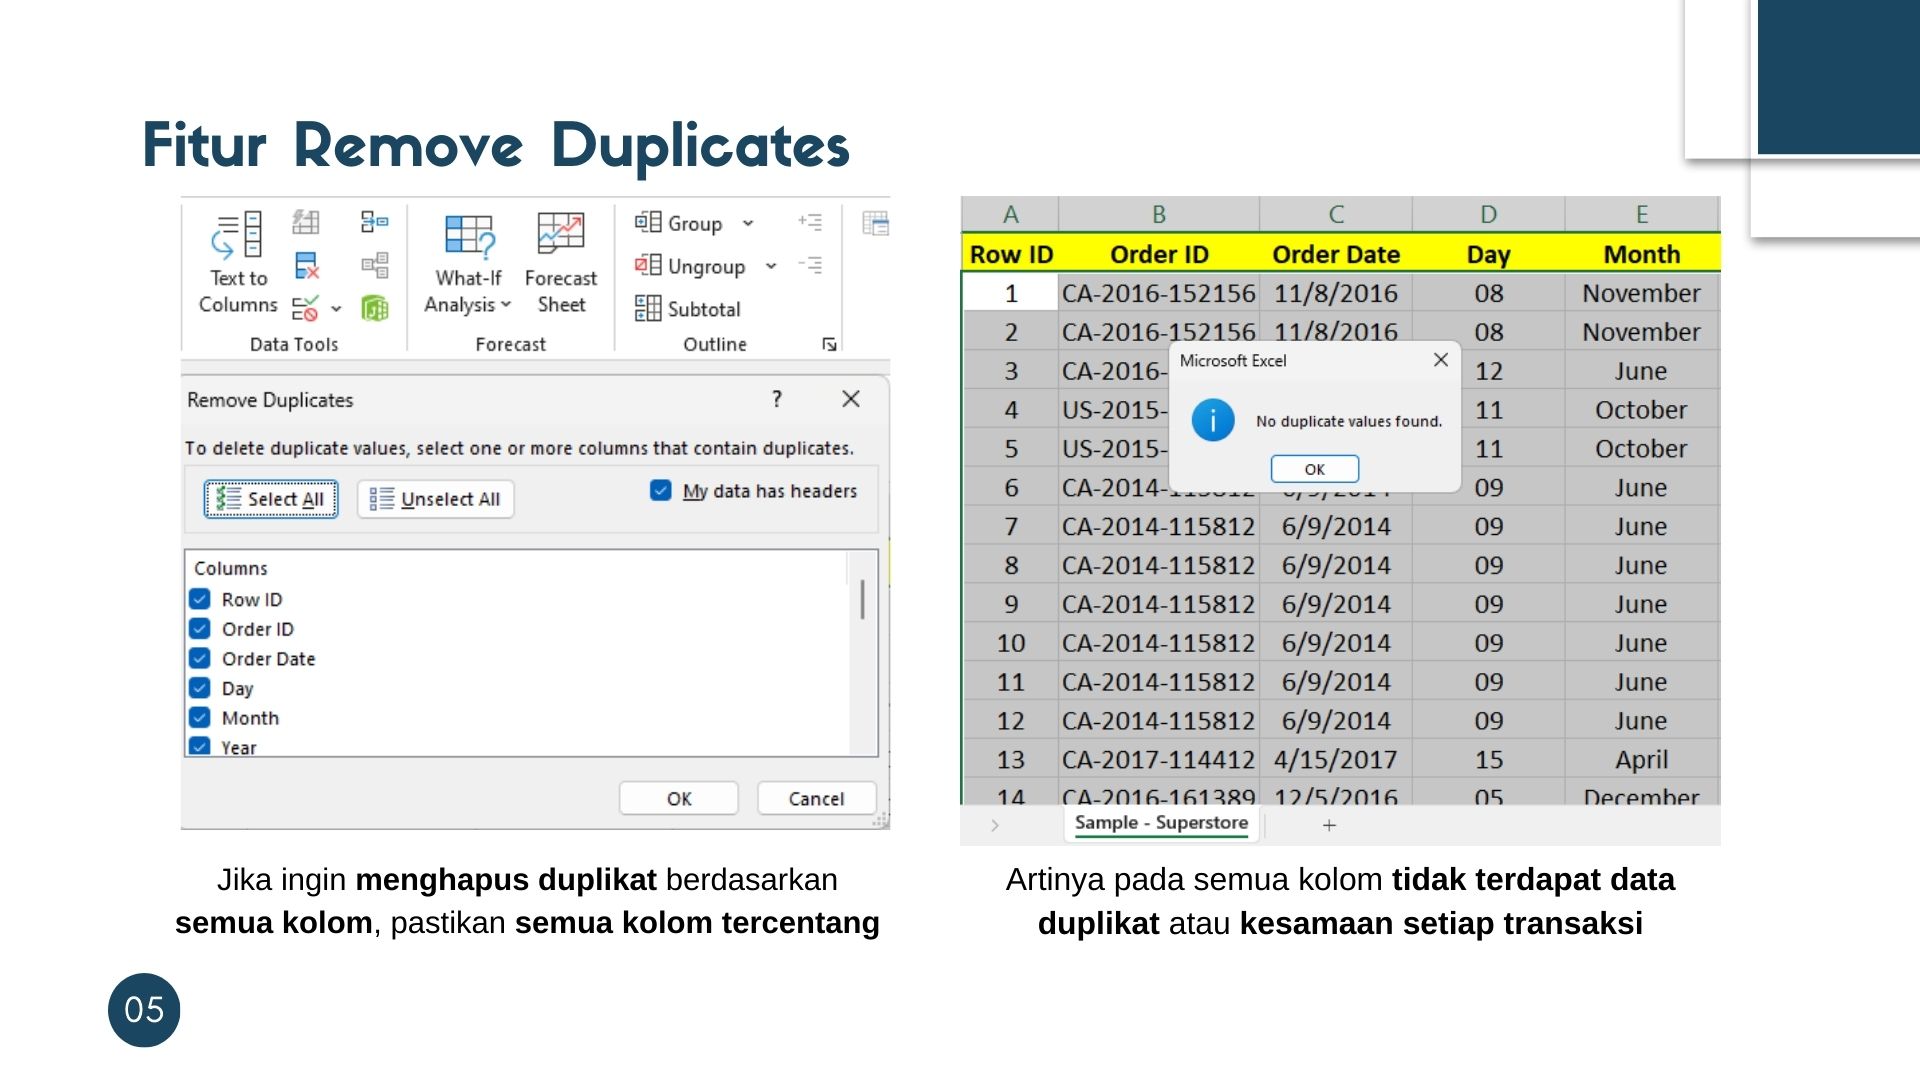 Fitur Remove Duplicates
Text to
Columns
Data Tools
What-If
Analysis
Forecast
Sheet
Forecast
Group
Ungroup
Subtotal
Outline
Remove Duplicates
?
To delete duplicate values, select one or more columns that contain duplicates.
Select All
Unselect All
My data has headers
Columns
Row ID
Order ID
Order Date
Day
Month
Year
OK
Cancel
Jika ingin menghapus duplikat berdasarkan
semua kolom, pastikan semua kolom tercentang
A B C D E
Row ID Order ID Order Date Day Month
1 CA-2016-152156 11/8/2016 08 November
2 CA-2016-152156 11/8/2016 08 November
3 CA-2016- 12 June
4 US-2015- 11 October
5 US-2015- 11 October
6 CA-2014-115812 6/9/2014 09 June
7 CA-2014-115812 6/9/2014 09 June
8 CA-2014-115812 6/9/2014 09 June
9 CA-2014-115812 6/9/2014 09 June
10 CA-2014-115812 6/9/2014 09 June
11 CA-2014-115812 6/9/2014 09 June
12 CA-2014-115812 6/9/2014 09 June
13 CA-2017-114412 4/15/2017 15 April
14 CA-2016-161389 12/5/2016 05 December
Microsoft Excel
No duplicate values found.
OK
Sample - Superstore
Artinya pada semua kolom tidak terdapat data
duplikat atau kesamaan setiap transaksi
05